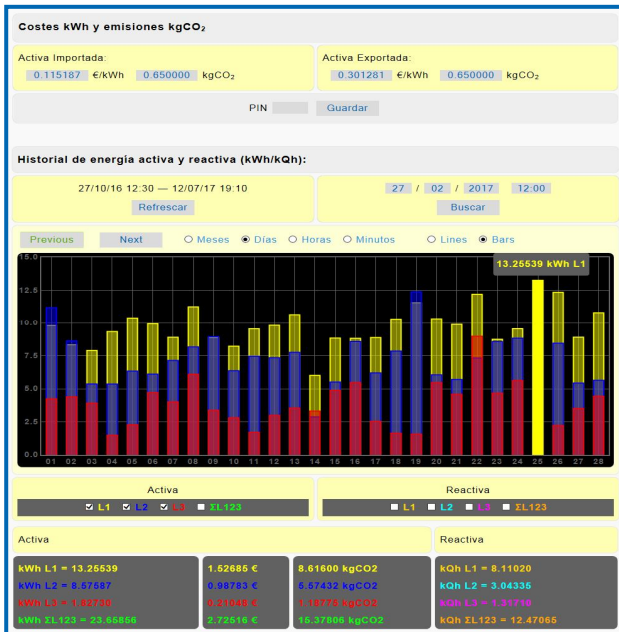 Costes kWh y emisiones kgCO₂
Activa Importada:
0.115187 €/kWh 0.650000 kgCO₂
Activa Exportada:
0.301281 €/kWh 0.650000 kgCO₂
PIN Guardar
Historial de energía activa y reactiva (kWh/kQh):
27/10/16 12:30 — 12/07/17 19:10
Refrescar
27 / 02 / 2017 12:00
Buscar
Previous Next Meses Días Horas Minutos Lines Bars
15.0
13.25539 kWh L1
12.5
10.0
7.5
5.0
2.5
0.0
01 02 03 04 05 06 07 08 09 10 11 12 13 14 15 16 17 18 19 20 21 22 23 24 25 26 27 28
Activa
L1 L2 L3 ΣL123
Reactiva
L1 L2 L3 ΣL123
Activa
Reactiva
kWh L1 = 13.25539 1.52685 € 8.61600 kgCO2 kQh L1 = 8.11020
kWh L2 = 8.57587 0.98783 € 5.57432 kgCO2 kQh L2 = 3.04335
kWh L3 = 1.82730 0.21048 € 1.18775 kgCO2 kQh L3 = 1.31710
kWh ΣL123 = 23.65856 2.72516 € 15.37806 kgCO2 kQh ΣL123 = 12.47065